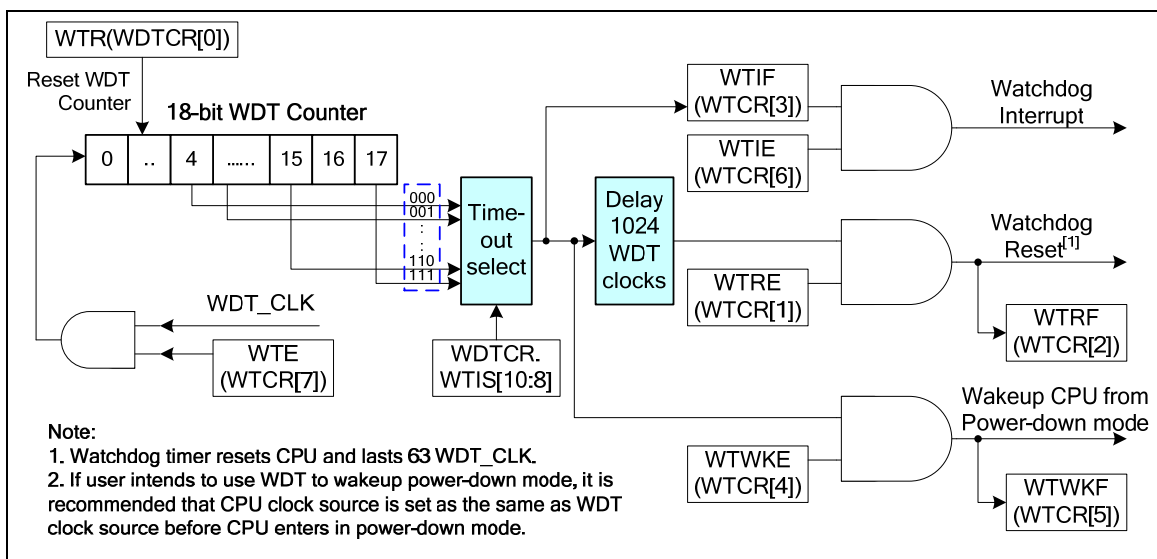 WTR(WDTCR[0])
Reset WDT
Counter
18-bit WDT Counter
0 .. 4 ...... 15 16 17
000
001
:
:
110
111
Time-
out
select
WDTCR.
WTIS[10:8]
WDT_CLK
WTE
(WTCR[7])
WTIF
(WTCR[3])
WTIE
(WTCR[6])
Watchdog
Interrupt
Delay
1024
WDT
clocks
WTRE
(WTCR[1])
Watchdog
Reset[1]
WTRF
(WTCR[2])
WTWKE
(WTCR[4])
Wakeup CPU from
Power-down mode
WTWKF
(WTCR[5])
Note:
1. Watchdog timer resets CPU and lasts 63 WDT_CLK.
2. If user intends to use WDT to wakeup power-down mode, it is
recommended that CPU clock source is set as the same as WDT
clock source before CPU enters in power-down mode.